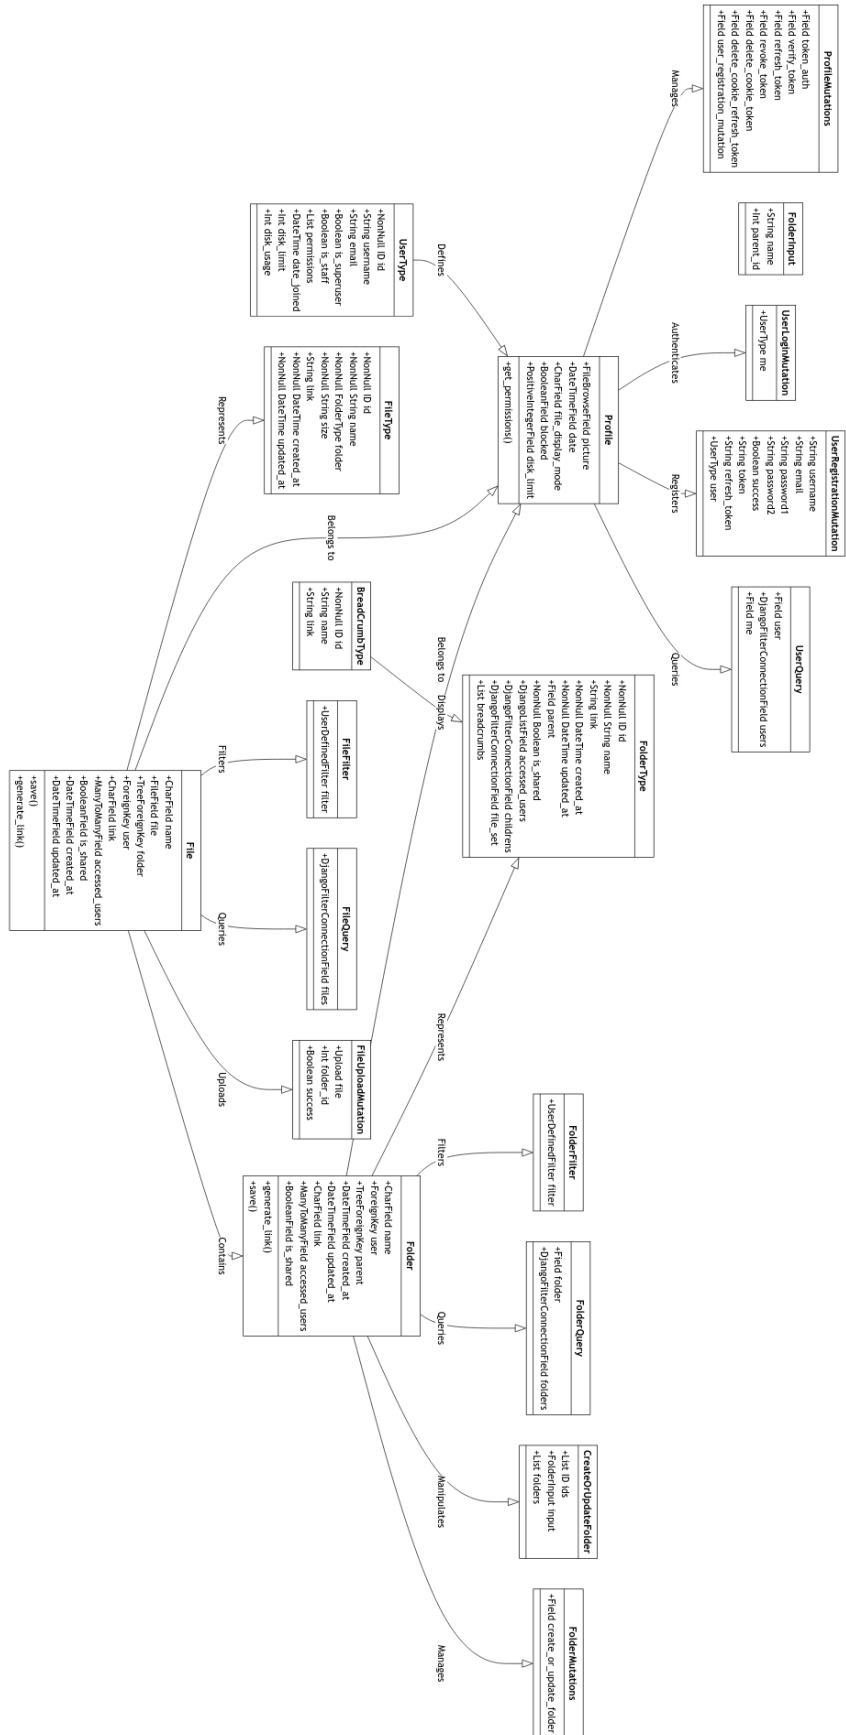 ProfileMutations
+Field token_auth
+Field verify_token
+Field refresh_token
+Field revoke_token
+Field delete_cookie_token
+Field delete_cookie_refresh_token
+Field user_registration_mutation
FolderInput
+String name
+Int parent_id
UserLoginMutation
+UserType me
UserRegistrationMutation
+String username
+String email
+String password1
+String password2
+Boolean success
+String token
+String refresh_token
+UserType user
UserQuery
+Field user
+DjangoFilterConnectionField users
+Field me
Manages
Authenticates
Registers
Queries
Profile
+FileBrowseField picture
+DateTimeField date
+CharField file_display_mode
+BooleanField blocked
+PositiveIntegerField disk_limit
+get_permissions()
FolderType
+NonNull ID id
+NonNull String name
+String link
+NonNull DateTime created_at
+NonNull DateTime updated_at
+Field parent
+NonNull Boolean is_shared
+DjangoListField accessed_users
+DjangoFilterConnectionField childrens
+DjangoFilterConnectionField file_set
+List breadcrumbs
FolderFilter
+UserDefinedFilter filter
FolderQuery
+Field folder
+DjangoFilterConnectionField folders
CreateOrUpdateFolder
+List ID ids
+FolderInput input
+List folders
FolderMutations
+Field create_or_update_folder
Defines
Belongs to
Displays
Represents
Filters
Queries
Manipulates
Manages
UserType
+NonNull ID id
+String username
+String email
+Boolean is_superuser
+Boolean is_staff
+List permissions
+DateTime date_joined
+Int disk_limit
+Int disk_usage
FileType
+NonNull ID id
+NonNull String name
+NonNull FolderType folder
+NonNull String size
+String link
+NonNull DateTime created_at
+NonNull DateTime updated_at
Belongs to
BreadCrumbType
+NonNull ID id
+String name
+String link
FileFilter
+UserDefinedFilter filter
FileQuery
+DjangoFilterConnectionField files
FileUploadMutation
+Upload file
+Int folder_id
+Boolean success
Folder
+CharField name
+ForeignKey user
+TreeForeignKey parent
+DateTimeField created_at
+DateTimeField updated_at
+CharField link
+ManyToManyField accessed_users
+BooleanField is_shared
+generate_link()
+save()
Represents
Filters
Queries
Uploads
Contains
File
+CharField name
+FileField file
+TreeForeignKey folder
+ForeignKey user
+CharField link
+ManyToManyField accessed_users
+BooleanField is_shared
+DateTimeField created_at
+DateTimeField updated_at
+save()
+generate_link()